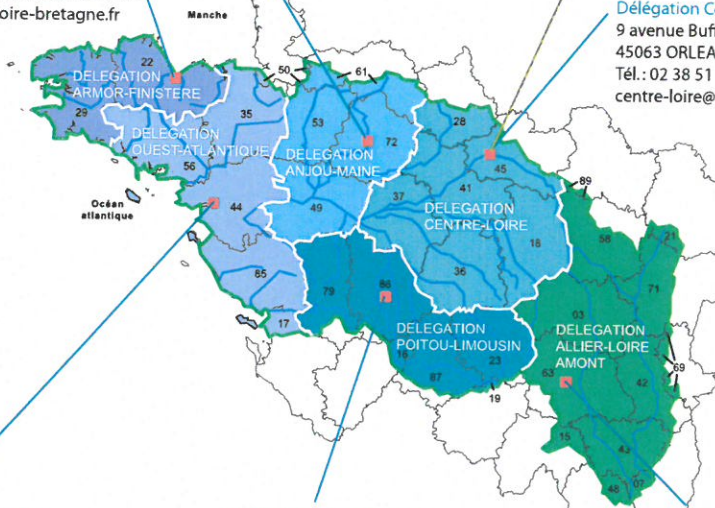 oire-bretagne.fr
Manche
Délégation C
9 avenue Buf
45063 ORLEA
Tél.: 02 38 51
centre-loire@
22
DELEGATION
ARMOR-FINISTERE
29
50
61
35
28
DELEGATION
OUEST-ATLANTIQUE
53
72
45
56
DELEGATION
ANJOU-MAINE
89
Océan
atlantique
44
49
37
41
DELEGATION
CENTRE-LOIRE
18
58
21
36
71
85
79
86
03
17
DELEGATION
POITOU-LIMOUSIN
DELEGATION
ALLIER-LOIRE
AMONT
16
23
63
69
87
19
42
15
43
48
07